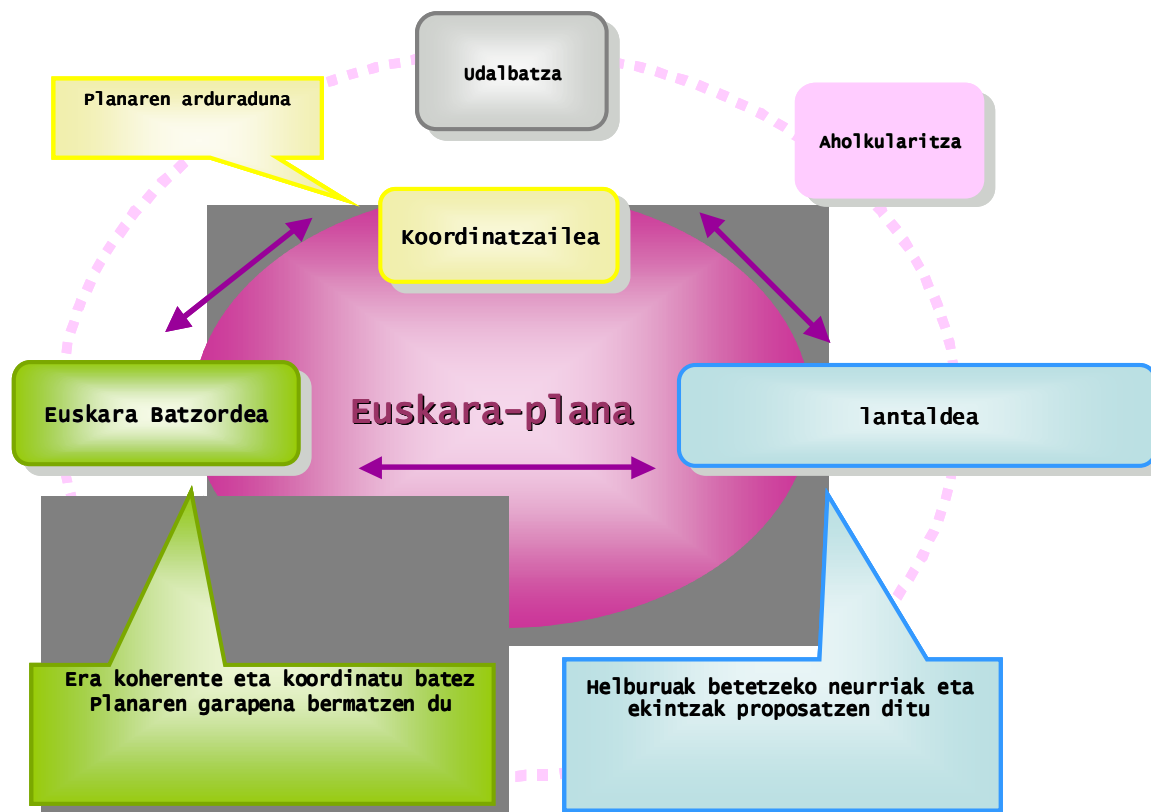 Udalbatza
Planaren arduraduna
Aholkularitza
Koordinatzailea
Euskara Batzordea
Euskara-plana
lantaldea
Era koherente eta koordinatu batez
Planaren garapena bermatzen du
Helburuak betetzeko neurriak eta
ekintzak proposatzen ditu